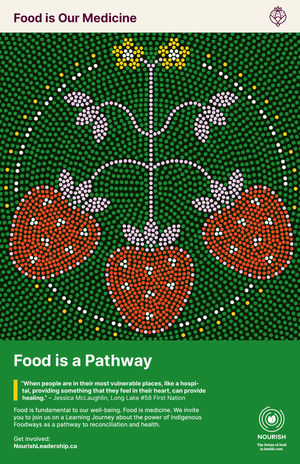 Food is Our Medicine
Food is a Pathway
"When people are in their most vulnerable places, like a hospi-
tal, providing something that they feel in their heart, can provide
healing." – Jessica McLaughlin, Long Lake #58 First Nation
Food is fundamental to our well-being. Food is medicine. We invite
you to join us on a Learning Journey about the power of Indigenous
Foodways as a pathway to reconciliation and health.
Get involved:
NourishLeadership.ca
NOURISH
The future of food
in health care